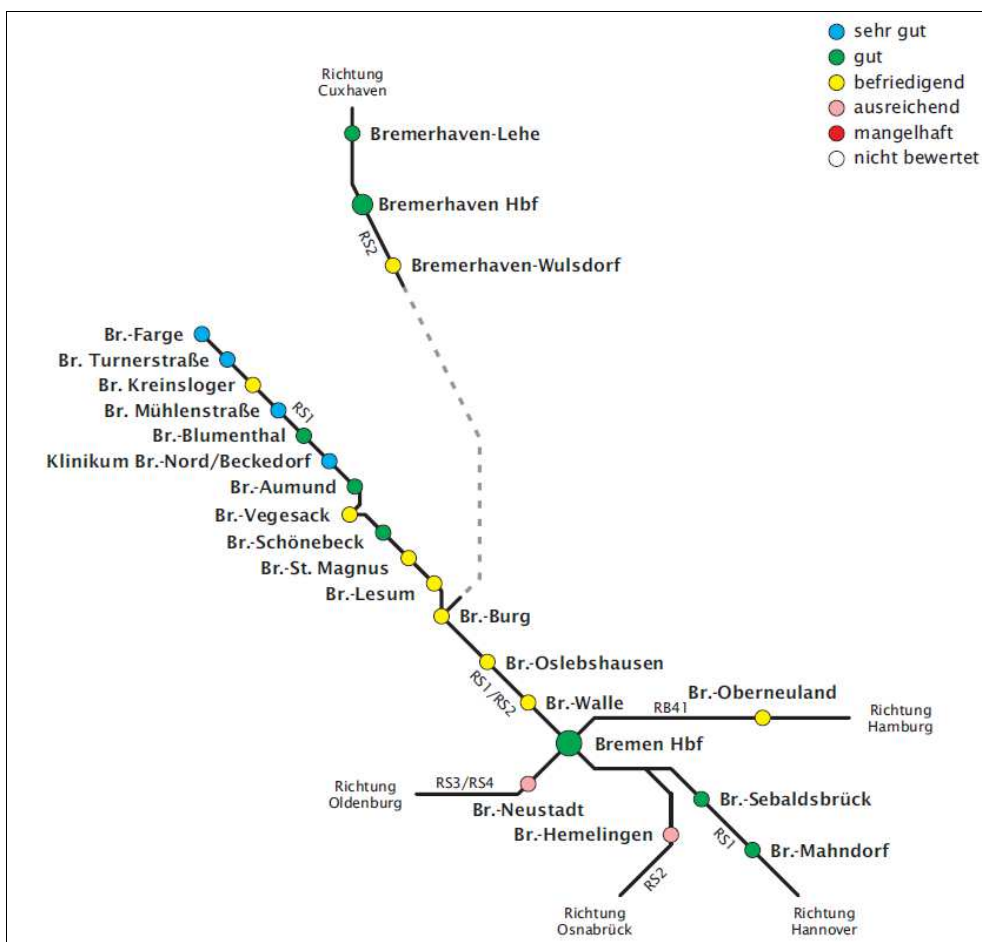 sehr gut
gut
befriedigend
ausreichend
mangelhaft
nicht bewertet
Richtung
Cuxhaven
Bremerhaven-Lehe
Bremerhaven Hbf
RS2
Bremerhaven-Wulsdorf
Br.-Farge
Br. Turnerstraße
Br. Kreinsloger
Br. Mühlenstraße
RS1
Br.-Blumenthal
Klinikum Br.-Nord/Beckedorf
Br.-Aumund
Br.-Vegesack
Br.-Schönebeck
Br.-St. Magnus
Br.-Lesum
Br.-Burg
Br.-Oslebshausen
RS1/RS2
Br.-Walle
Br.-Oberneuland
RB41
Richtung
Hamburg
Bremen Hbf
Richtung
Oldenburg
RS3/RS4
Br.-Neustadt
Br.-Sebaldsbrück
Br.-Hemelingen
RS1
Br.-Mahndorf
RS2
Richtung
Osnabrück
Richtung
Hannover